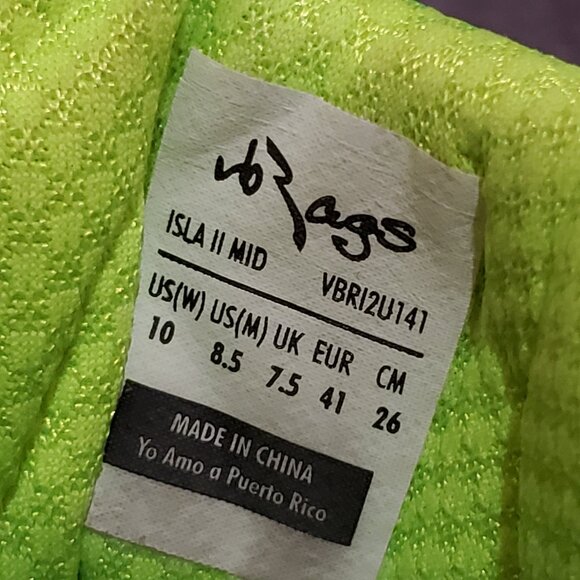 vbRags
ISLA II MID VBRI2U141
US(W) US(M) UK EUR CM
10 8.5 7.5 41 26
MADE IN CHINA
Yo Amo a Puerto Rico